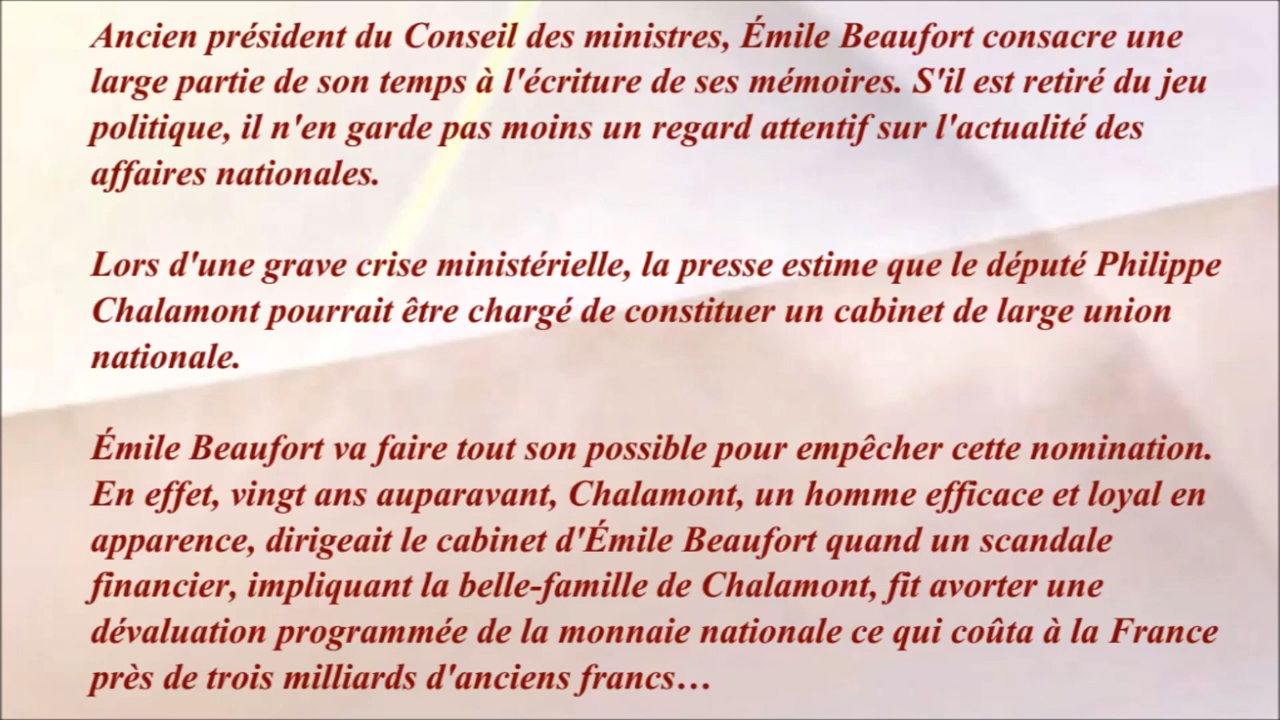 Ancien président du Conseil des ministres, Émile Beaufort consacre une
large partie de son temps à l'écriture de ses mémoires. S'il est retiré du jeu
politique, il n'en garde pas moins un regard attentif sur l'actualité des
affaires nationales.
Lors d'une grave crise ministérielle, la presse estime que le député Philippe
Chalamont pourrait être chargé de constituer un cabinet de large union
nationale.
Émile Beaufort va faire tout son possible pour empêcher cette nomination.
En effet, vingt ans auparavant, Chalamont, un homme efficace et loyal en
apparence, dirigeait le cabinet d'Émile Beaufort quand un scandale
financier, impliquant la belle-famille de Chalamont, fit avorter une
dévaluation programmée de la monnaie nationale ce qui coûta à la France
près de trois milliards d'anciens francs…